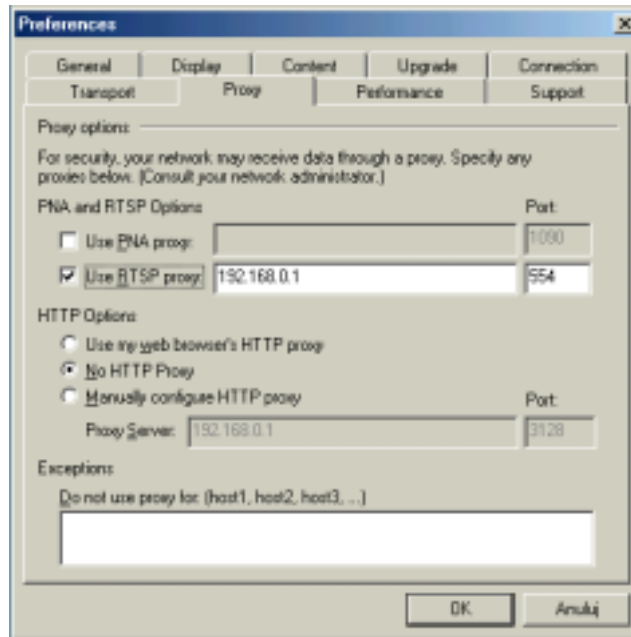 Preferences
General Display Content Upgrade Connection
Transport Proxy Performance Support
Proxy options
For security, your network may receive data through a proxy. Specify any
proxies below. (Consult your network administrator.)
PNA and RTSP Options Port:
Use PNA proxy: 1090
Use RTSP proxy: 192.168.0.1 554
HTTP Options
Use my web browser's HTTP proxy
No HTTP Proxy
Manually configure HTTP proxy Port:
Proxy Server: 192.168.0.1 3128
Exceptions
Do not use proxy for: (host1, host2, host3, ...)
OK Anuluj